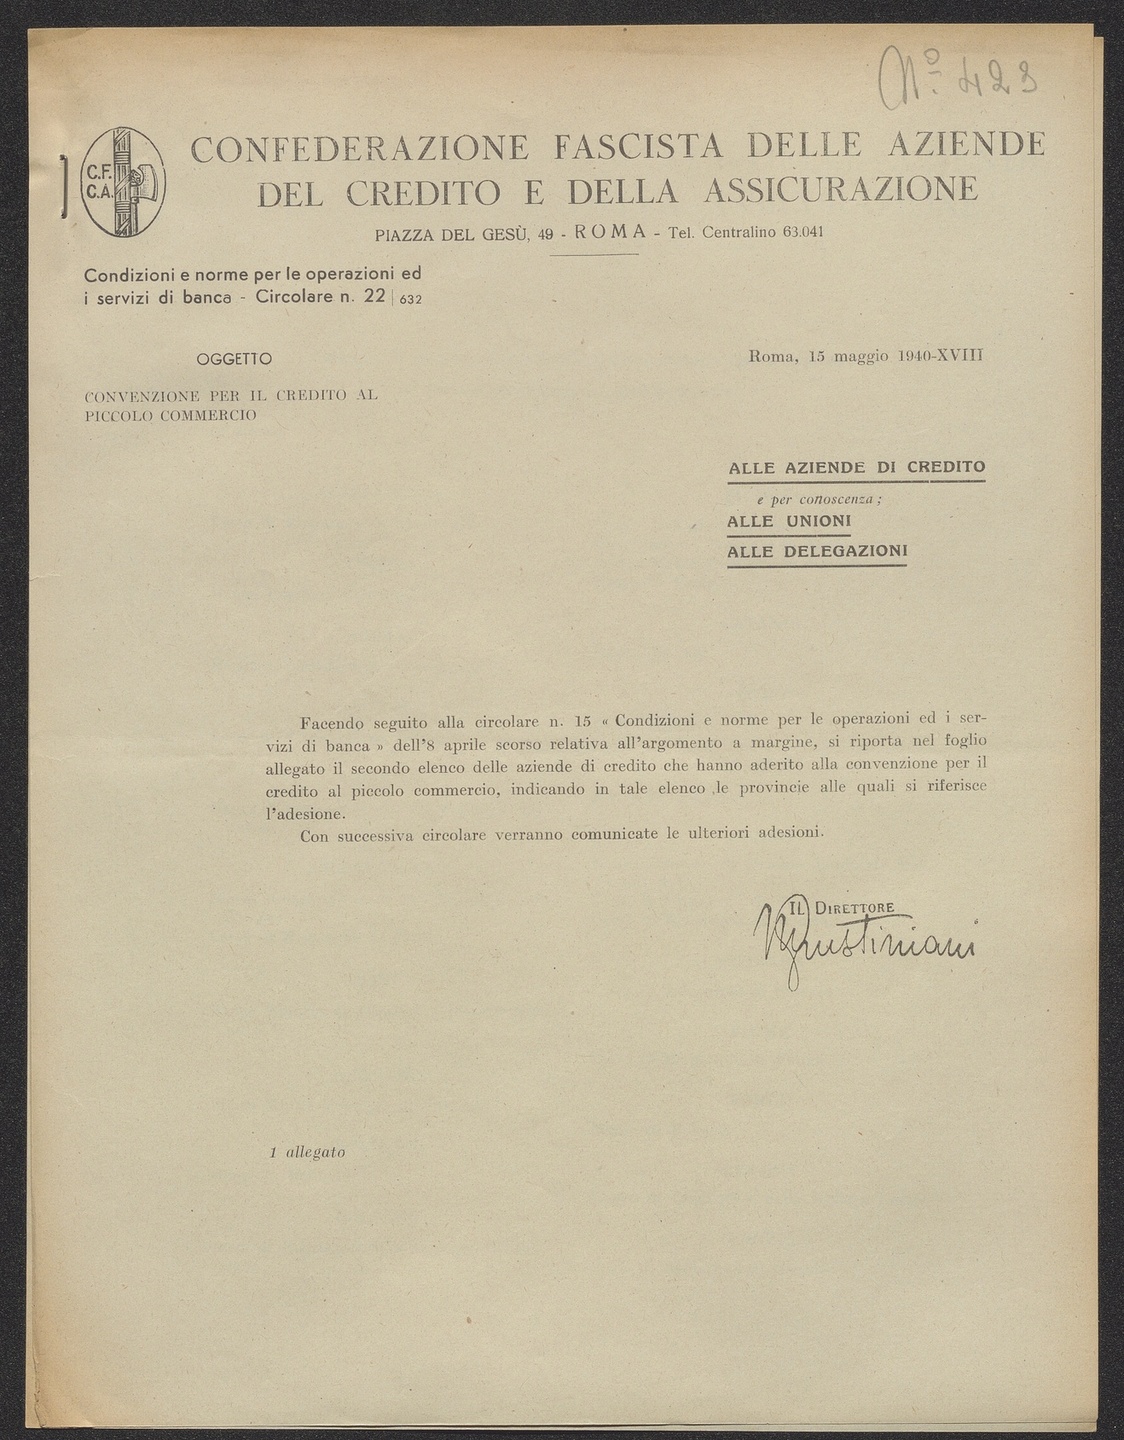 Nº 423
C.F.
C.A.
CONFEDERAZIONE FASCISTA DELLE AZIENDE
DEL CREDITO E DELLA ASSICURAZIONE
PIAZZA DEL GESÙ, 49 - ROMA - Tel. Centralino 63.041
Condizioni e norme per le operazioni ed
i servizi di banca - Circolare n. 22 | 632
OGGETTO
Roma, 15 maggio 1940-XVIII
CONVENZIONE PER IL CREDITO AL
PICCOLO COMMERCIO
ALLE AZIENDE DI CREDITO
e per conoscenza ;
ALLE UNIONI
ALLE DELEGAZIONI
Facendo seguito alla circolare n. 15 « Condizioni e norme per le operazioni ed i ser-
vizi di banca » dell'8 aprile scorso relativa all'argomento a margine, si riporta nel foglio
allegato il secondo elenco delle aziende di credito che hanno aderito alla convenzione per il
credito al piccolo commercio, indicando in tale elenco le provincie alle quali si riferisce
l'adesione.
Con successiva circolare verranno comunicate le ulteriori adesioni.
IL DIRETTORE
Giustiniani
1 allegato